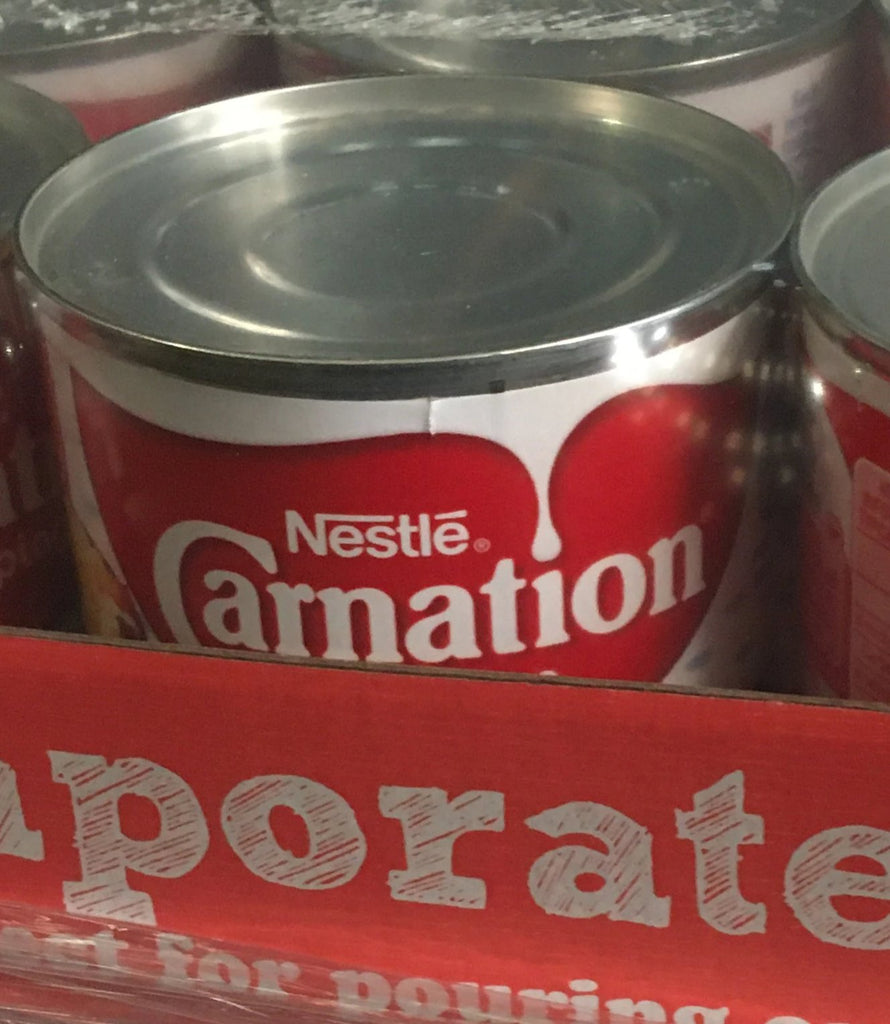 Nestlé®
Carnation
aporate
for pouring